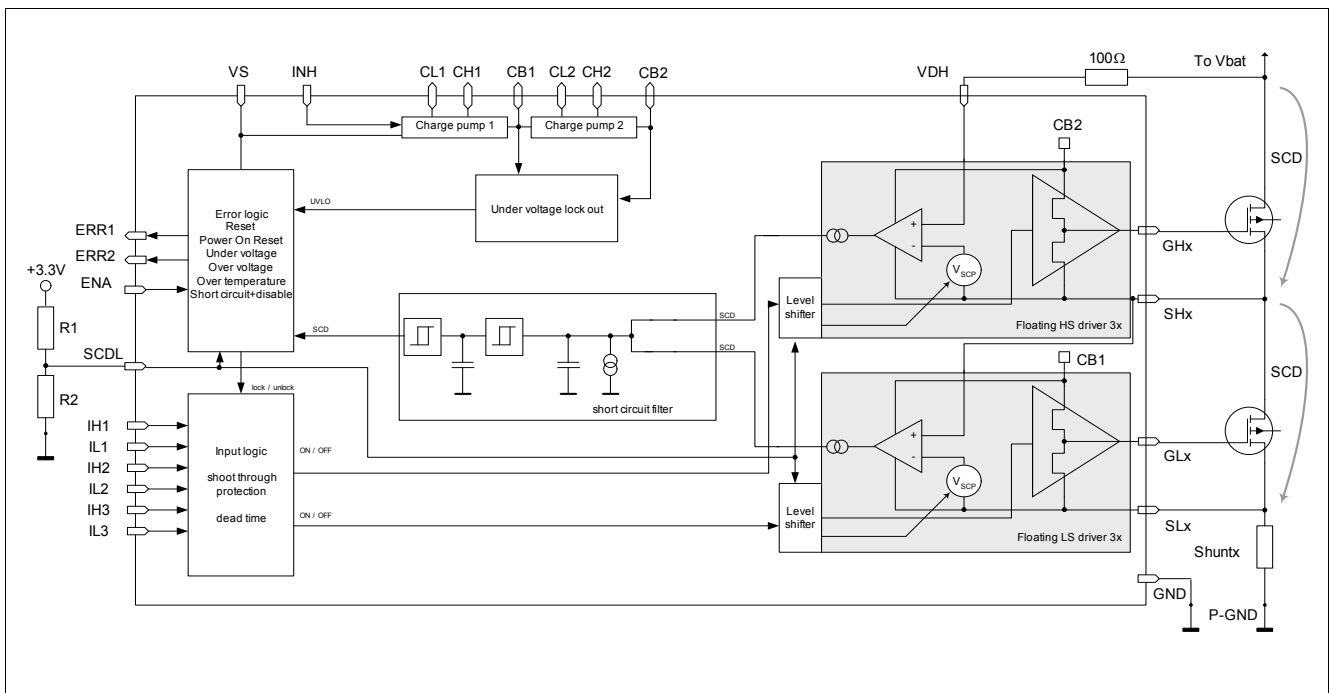 To Vbat
100Ω
VS
INH
CL1
CH1
CB1
CL2
CH2
CB2
VDH
Charge pump 1
Charge pump 2
CB2
SCD
Error logic
Reset
Power On Reset
Under voltage
Over voltage
Over temperature
Short circuit+disable
UVLO
Under voltage lock out
ERR1
ERR2
ENA
+3.3V
R1
SCDL
R2
+
-
VSCP
Level
shifter
Floating HS driver 3x
GHx
SHx
SCD
SCD
SCD
short circuit filter
lock / unlock
CB1
SCD
IH1
IL1
IH2
IL2
IH3
IL3
Input logic
shoot through
protection
dead time
ON / OFF
ON / OFF
+
-
VSCP
Level
shifter
Floating LS driver 3x
GLx
SLx
Shuntx
GND
P-GND